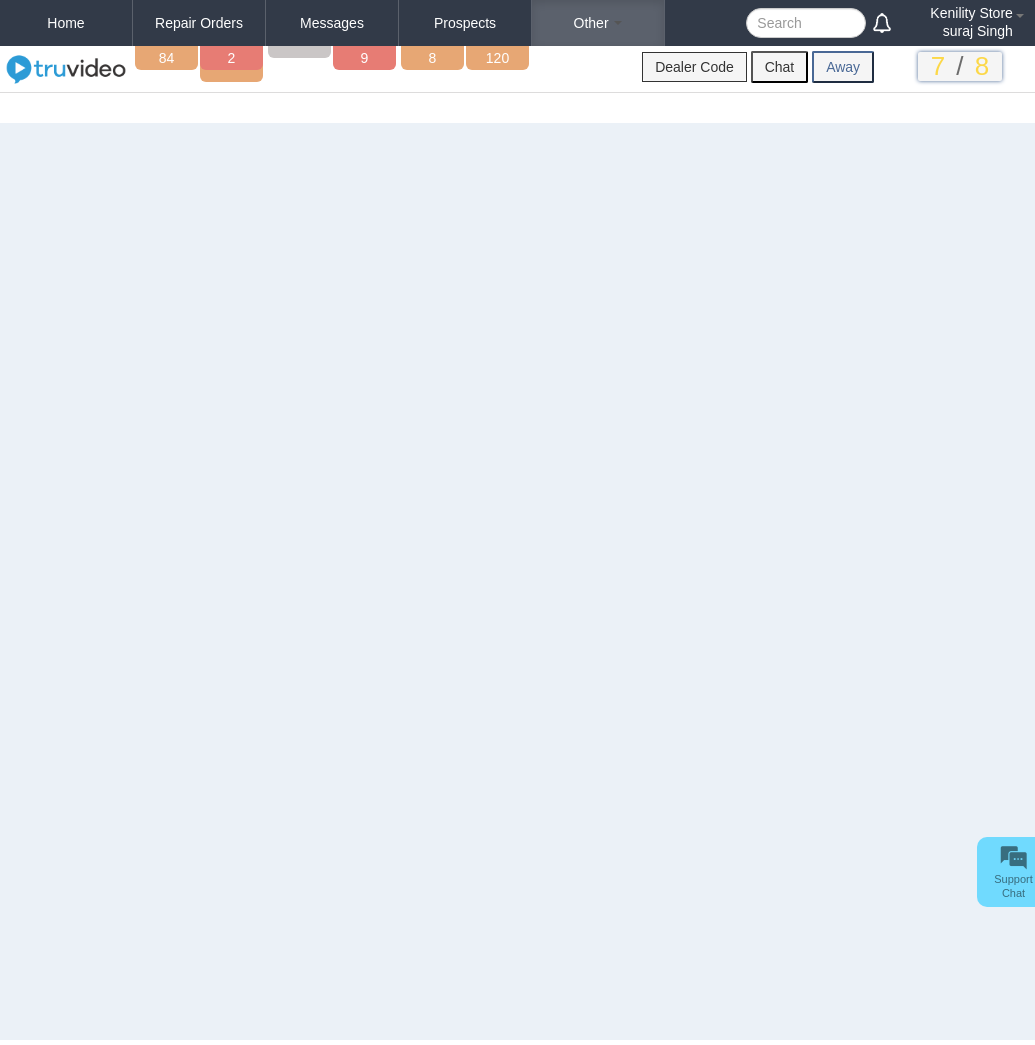 Home
Repair Orders
Messages
Prospects
Other
Search
Kenility Store
suraj Singh
truvideo
84
2
9
8
120
Dealer Code
Chat
Away
7 / 8
Support
Chat